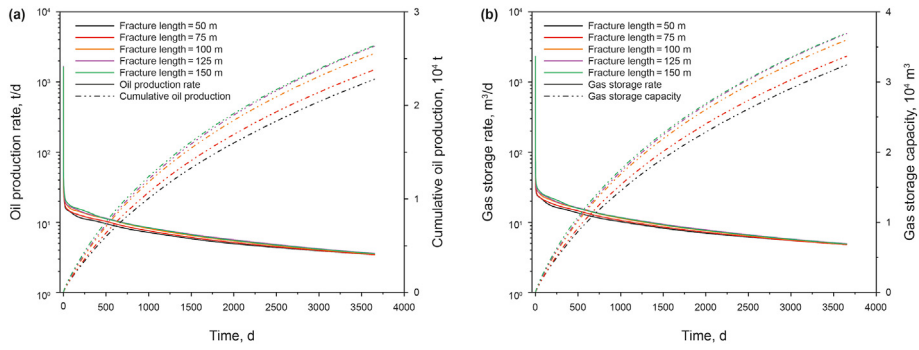 (a)
Fracture length = 50 m
Fracture length = 75 m
Fracture length = 100 m
Fracture length = 125 m
Fracture length = 150 m
Oil production rate
Cumulative oil production
Oil production rate, t/d
10⁴
10³
10²
10¹
10⁰
0 500 1000 1500 2000 2500 3000 3500 4000
Time, d
3
2
1
0
Cumulative oil production, 10⁴ t
(b)
Fracture length = 50 m
Fracture length = 75 m
Fracture length = 100 m
Fracture length = 125 m
Fracture length = 150 m
Gas storage rate
Gas storage capacity
Gas storage rate, m³/d
10⁴
10³
10²
10¹
10⁰
0 500 1000 1500 2000 2500 3000 3500 4000
Time, d
4
3
2
1
0
Gas storage capacity, 10⁴ m³